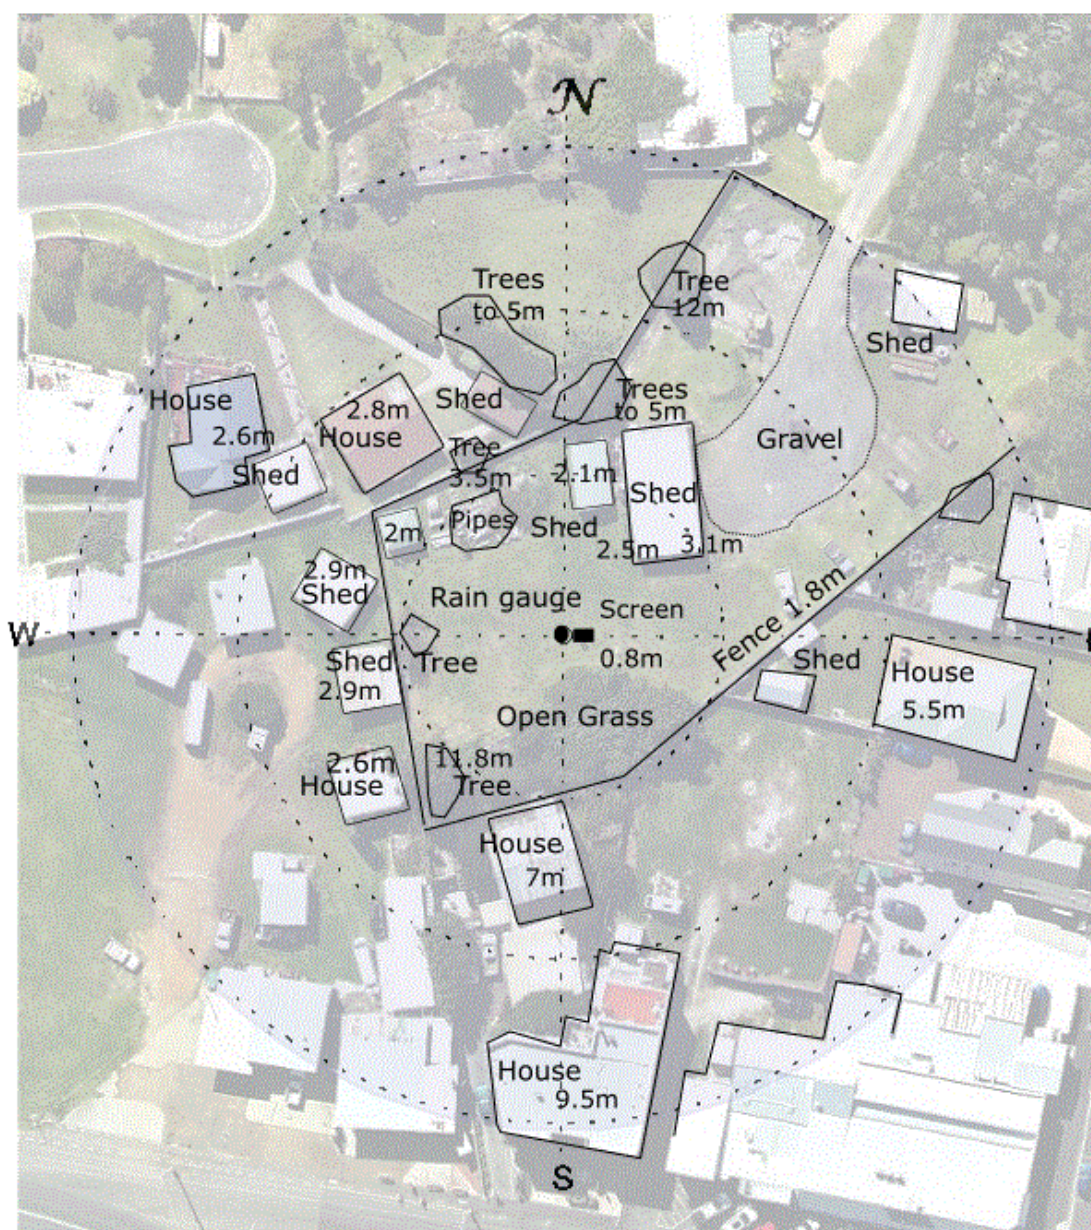 N
Trees
to 5m
Tree
12m
Shed
House
2.6m
Shed
2.8m
House
Shed
Trees
to 5m
Tree
3.5m
Gravel
2.1m
Shed
2.5m
3.1m
Pipes
Shed
2m
2.9m
Shed
Rain gauge
Screen
0.8m
W
Fence 1.8m
Shed
2.9m
Tree
Shed
House
5.5m
Open Grass
2.6m
House
11.8m
Tree
House
7m
House
9.5m
S